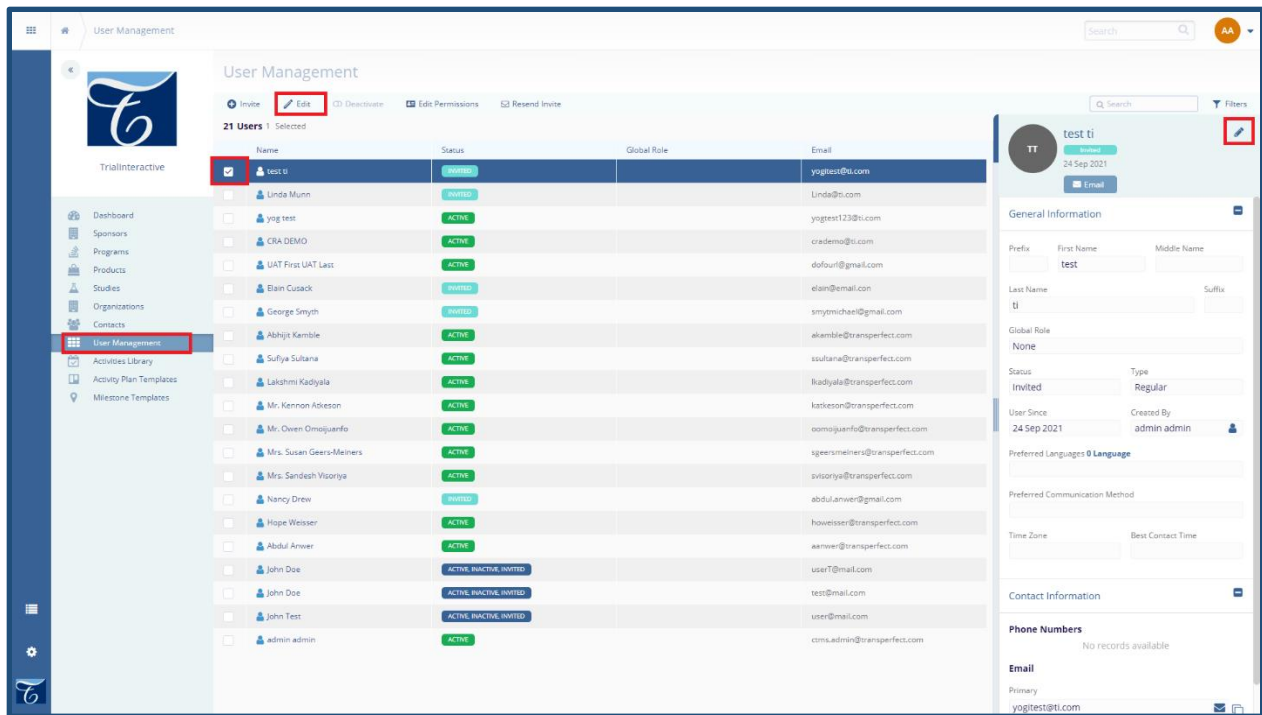 User Management
Search
AA
Trialinteractive
Dashboard
Sponsors
Programs
Products
Studies
Organizations
Contacts
User Management
Activities Library
Activity Plan Templates
Milestone Templates
User Management
Invite Edit Deactivate Edit Permissions Resend Invite
Search Filters
21 Users 1 Selected
Name Status Global Role Email
test ti INVITED yogitest@ti.com
Linda Munn INVITED Linda@ti.com
yog test ACTIVE yogtest123@ti.com
CRA DEMO ACTIVE crademo@ti.com
UAT First UAT Last ACTIVE dofourl@gmail.com
Elain Cusack INVITED elain@email.con
George Smyth INVITED smytmichael@gmail.com
Abhijit Kamble ACTIVE akamble@transperfect.com
Sufiya Sultana ACTIVE ssultana@transperfect.com
Lakshmi Kadiyala ACTIVE lkadiyala@transperfect.com
Mr. Kennon Atkeson ACTIVE katkeson@transperfect.com
Mr. Owen Omoijuanfo ACTIVE oomoijuanfo@transperfect.com
Mrs. Susan Geers-Meiners ACTIVE sgeersmeiners@transperfect.com
Mrs. Sandesh Visoriya ACTIVE svisoriya@transperfect.com
Nancy Drew INVITED abdul.anwer@gmail.com
Hope Weisser ACTIVE howeisser@transperfect.com
Abdul Anwer ACTIVE aanwer@transperfect.com
John Doe ACTIVE, INACTIVE, INVITED userT@mail.com
John Doe ACTIVE, INACTIVE, INVITED test@mail.com
John Test ACTIVE, INACTIVE, INVITED user@mail.com
admin admin ACTIVE ctms.admin@transperfect.com
TT
test ti
Invited
24 Sep 2021
Email
General Information
Prefix First Name Middle Name
test
Last Name Suffix
ti
Global Role
None
Status Type
Invited Regular
User Since Created By
24 Sep 2021 admin admin
Preferred Languages 0 Language
Preferred Communication Method
Time Zone Best Contact Time
Contact Information
Phone Numbers
No records available
Email
Primary
yogitest@ti.com